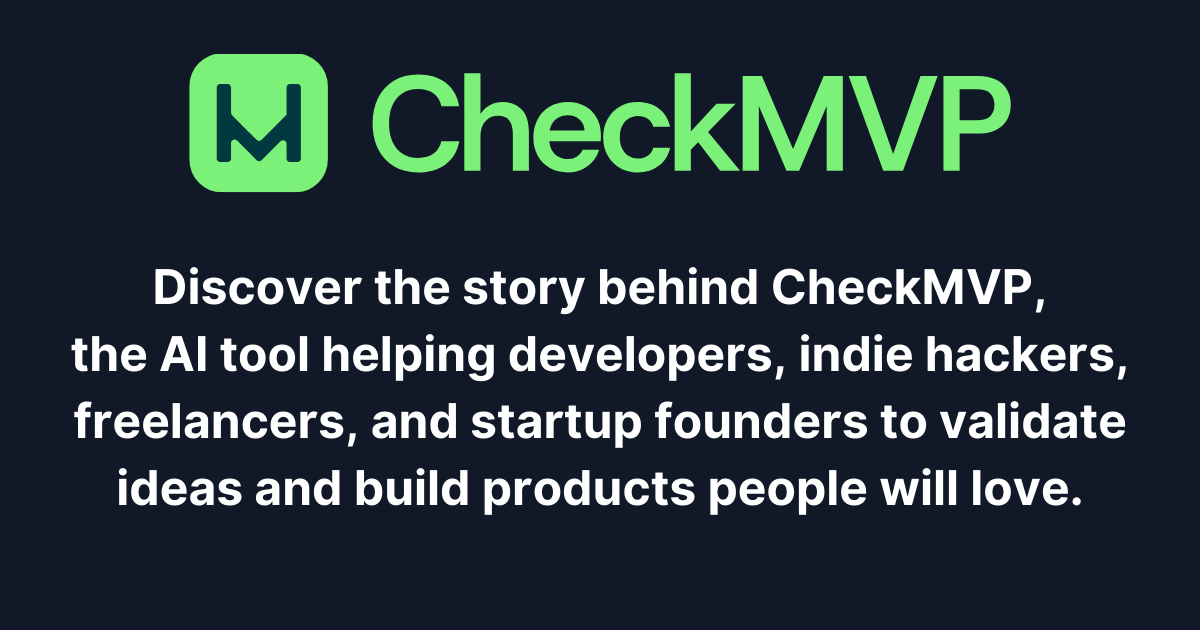 CheckMVP
Discover the story behind CheckMVP,
the AI tool helping developers, indie hackers,
freelancers, and startup founders to validate
ideas and build products people will love.